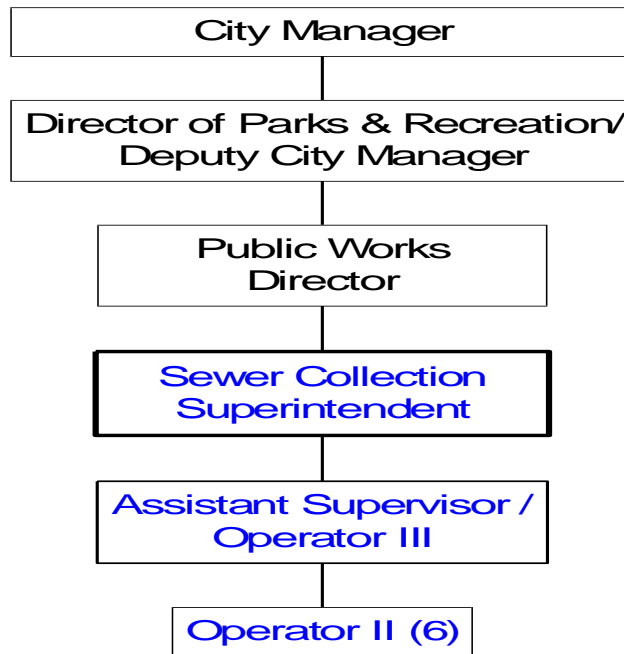 City Manager
Director of Parks & Recreation/
Deputy City Manager
Public Works
Director
Sewer Collection
Superintendent
Assistant Supervisor /
Operator III
Operator II (6)